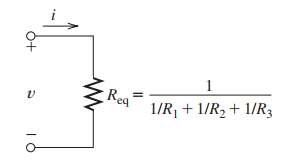 i
+
v
R_eq = 1 / (1/R_1 + 1/R_2 + 1/R_3)
−